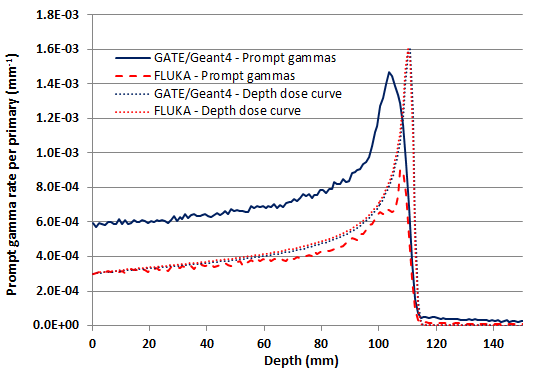 1.8E-03
1.6E-03
1.4E-03
1.2E-03
1.0E-03
8.0E-04
6.0E-04
4.0E-04
2.0E-04
0.0E+00
Prompt gamma rate per primary (mm⁻¹)
GATE/Geant4 - Prompt gammas
FLUKA - Prompt gammas
GATE/Geant4 - Depth dose curve
FLUKA - Depth dose curve
0 20 40 60 80 100 120 140
Depth (mm)